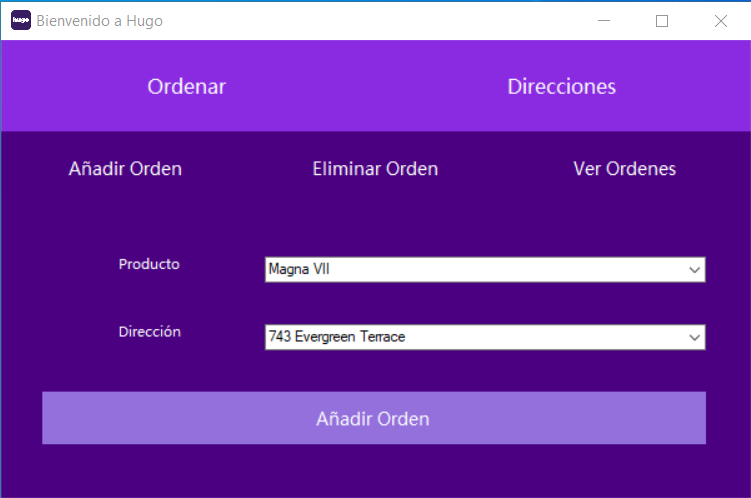 hugo Bienvenido a Hugo
Ordenar Direcciones
Añadir Orden Eliminar Orden Ver Ordenes
Producto Magna VII
Dirección 743 Evergreen Terrace
Añadir Orden